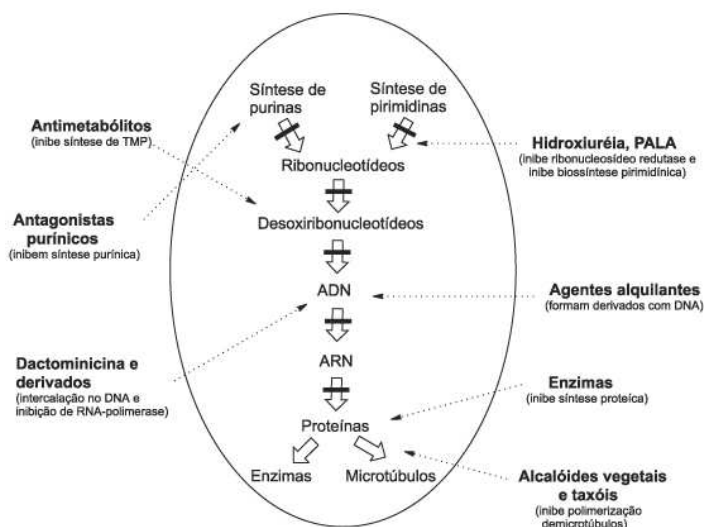 Síntese de
purinas
Síntese de
pirimidinas
Antimetabólitos
(inibe síntese de TMP)
Hidroxiuréia, PALA
(inibe ribonucleosídeo redutase e
inibe biossíntese pirimidínica)
Ribonucleotídeos
Antagonistas
purínicos
(inibem síntese purínica)
Desoxiribonucleotídeos
ADN
Agentes alquilantes
(formam derivados com DNA)
Dactominicina e
derivados
(intercalação no DNA e
inibição de RNA-polimerase)
ARN
Enzimas
(inibe síntese proteíca)
Proteínas
Enzimas
Microtúbulos
Alcalóides vegetais
e taxóis
(inibe polimerização
demicrotúbulos)